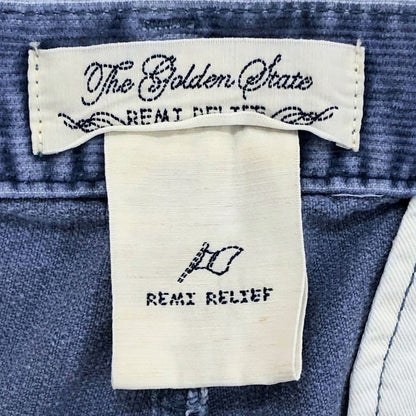 The Golden State
REMI RELIEF
REMI RELIEF